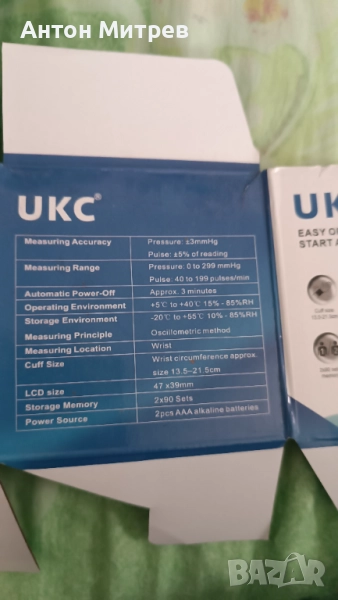 Антон Митрев
UKC®
Measuring Accuracy Pressure: ±3mmHg
Pulse: ±5% of reading
Measuring Range Pressure: 0 to 299 mmHg
Pulse: 40 to 199 pulses/min
Automatic Power-Off Approx. 3 minutes
Operating Environment +5℃ to +40℃ 15% - 85%RH
Storage Environment -20℃ to +55℃ 10% - 85%RH
Measuring Principle Oscillometric method
Measuring Location Wrist
Cuff Size Wrist circumference approx.
size 13.5-21.5cm
LCD size 47 x39mm
Storage Memory 2x90 Sets
Power Source 2pcs AAA alkaline batteries
UK
EASY O
START A
Cuff size
BAZAR